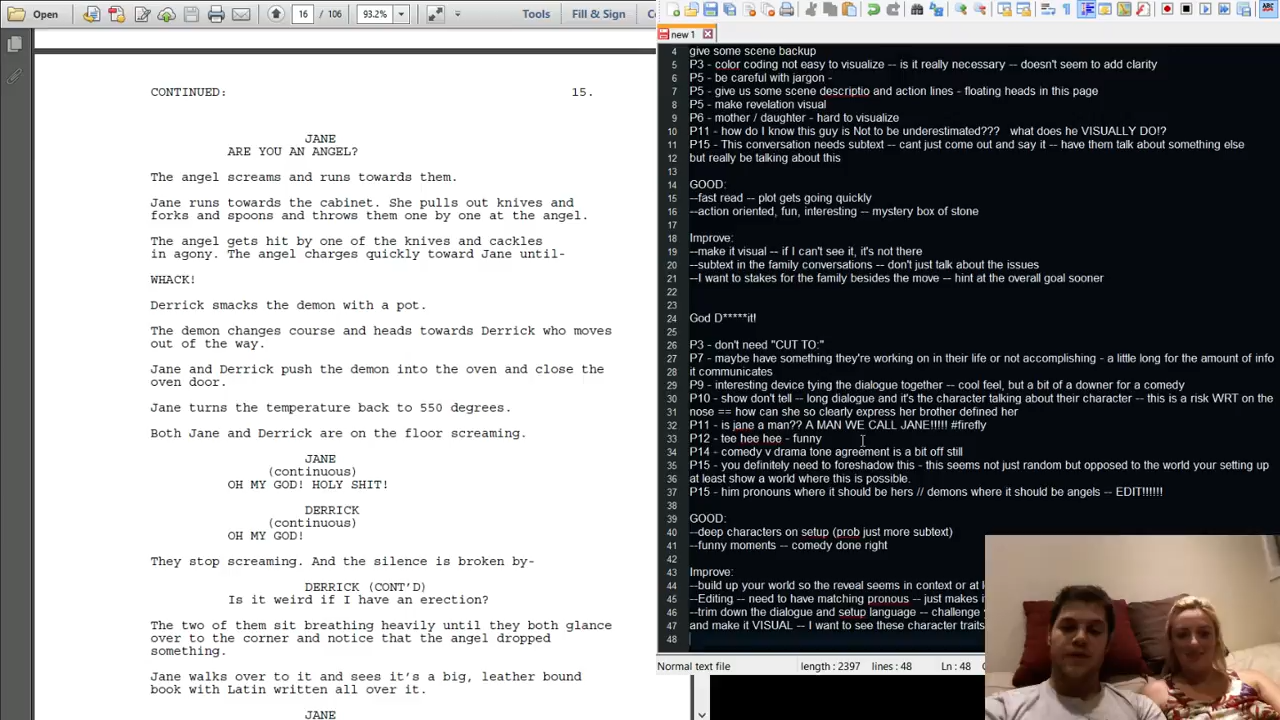 Open
16
/ 106
93.2%
Tools
Fill & Sign
CONTINUED:
15.
JANE
ARE YOU AN ANGEL?
The angel screams and runs towards them.
Jane runs towards the cabinet. She pulls out knives and
forks and spoons and throws them one by one at the angel.
The angel gets hit by one of the knives and cackles
in agony. The angel charges quickly toward Jane until-
WHACK!
Derrick smacks the demon with a pot.
The demon changes course and heads towards Derrick who moves
out of the way.
Jane and Derrick push the demon into the oven and close the
oven door.
Jane turns the temperature back to 550 degrees.
Both Jane and Derrick are on the floor screaming.
JANE
(continuous)
OH MY GOD! HOLY SHIT!
DERRICK
(continuous)
OH MY GOD!
They stop screaming. And the silence is broken by-
DERRICK (CONT'D)
Is it weird if I have an erection?
The two of them sit breathing heavily until they both glance
over to the corner and notice that the angel dropped
something.
Jane walks over to it and sees it's a big, leather bound
book with Latin written all over it.
JANE
new 1
4 give some scene backup
5 P3 - color coding not easy to visualize -- is it really necessary -- doesn't seem to add clarity
6 P5 - be careful with jargon -
7 P5 - give us some scene descriptio and action lines - floating heads in this page
8 P5 - make revelation visual
9 P6 - mother / daughter - hard to visualize
10 P11 - how do I know this guy is Not to be underestimated??? what does he VISUALLY DO!?
11 P15 - This conversation needs subtext -- cant just come out and say it -- have them talk about something else
12 but really be talking about this
13
14 GOOD:
15 --fast read -- plot gets going quickly
16 --action oriented, fun, interesting -- mystery box of stone
17
18 Improve:
19 --make it visual -- if I can't see it, it's not there
20 --subtext in the family conversations -- don't just talk about the issues
21 --I want to stakes for the family besides the move -- hint at the overall goal sooner
22
23
24 God D*****it!
25
26 P3 - don't need "CUT TO:"
27 P7 - maybe have something they're working on in their life or not accomplishing - a little long for the amount of info
28 it communicates
29 P9 - interesting device tying the dialogue together -- cool feel, but a bit of a downer for a comedy
30 P10 - show don't tell -- long dialogue and it's the character talking about their character -- this is a risk WRT on the
31 nose == how can she so clearly express her brother defined her
32 P11 - is jane a man?? A MAN WE CALL JANE!!!!! #firefly
33 P12 - tee hee hee - funny
34 P14 - comedy v drama tone agreement is a bit off still
35 P15 - you definitely need to foreshadow this - this seems not just random but opposed to the world your setting up
36 at least show a world where this is possible.
37 P15 - him pronouns where it should be hers // demons where it should be angels -- EDIT!!!!!!
38
39 GOOD:
40 --deep characters on setup (prob just more subtext)
41 --funny moments -- comedy done right
42
43 Improve:
44 --build up your world so the reveal seems in context or at
45 --Editing -- need to have matching pronous -- just makes
46 --trim down the dialogue and setup language -- challenge
47 and make it VISUAL -- I want to see these character traits
48
Normal text file
length : 2397
lines : 48
Ln : 48